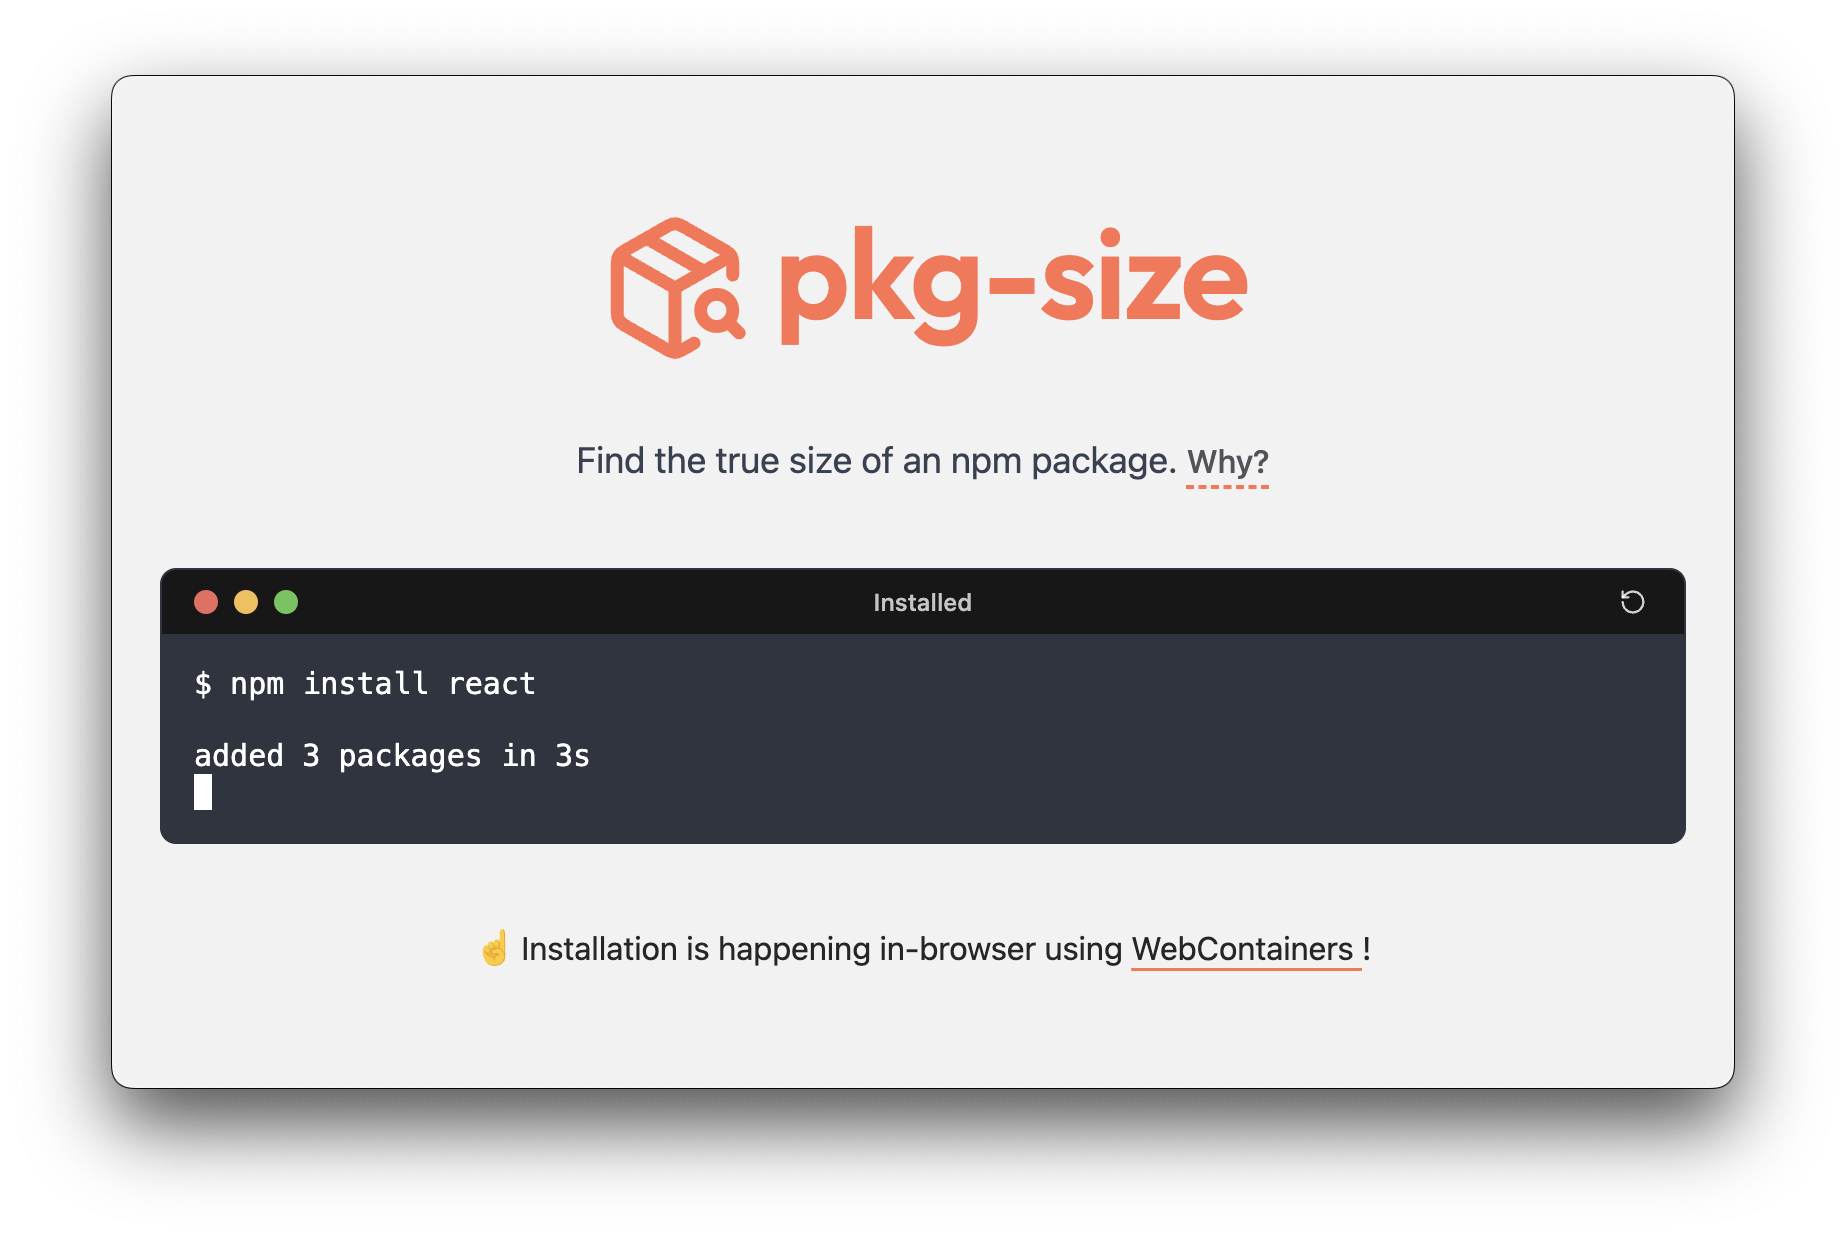 pkg-size
Find the true size of an npm package. Why?
Installed
$ npm install react
added 3 packages in 3s
☝️ Installation is happening in-browser using WebContainers !